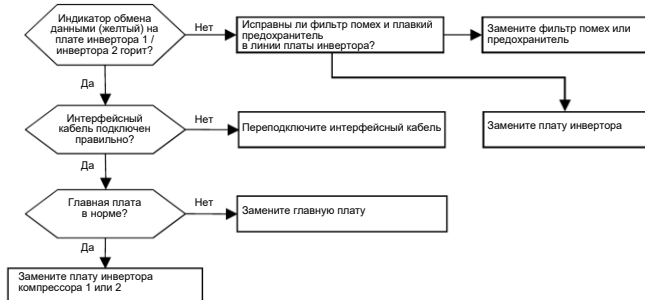 Индикатор обмена
данными (желтый) на
плате инвертора 1 /
инвертора 2 горит?
Нет
Исправны ли фильтр помех и плавкий
предохранитель
в линии платы инвертора?
Замените фильтр помех или
предохранитель
Да
Интерфейсный
кабель подключен
правильно?
Нет
Переподключите интерфейсный кабель
Замените плату инвертора
Да
Главная плата
в норме?
Нет
Замените главную плату
Да
Замените плату инвертора
компрессора 1 или 2